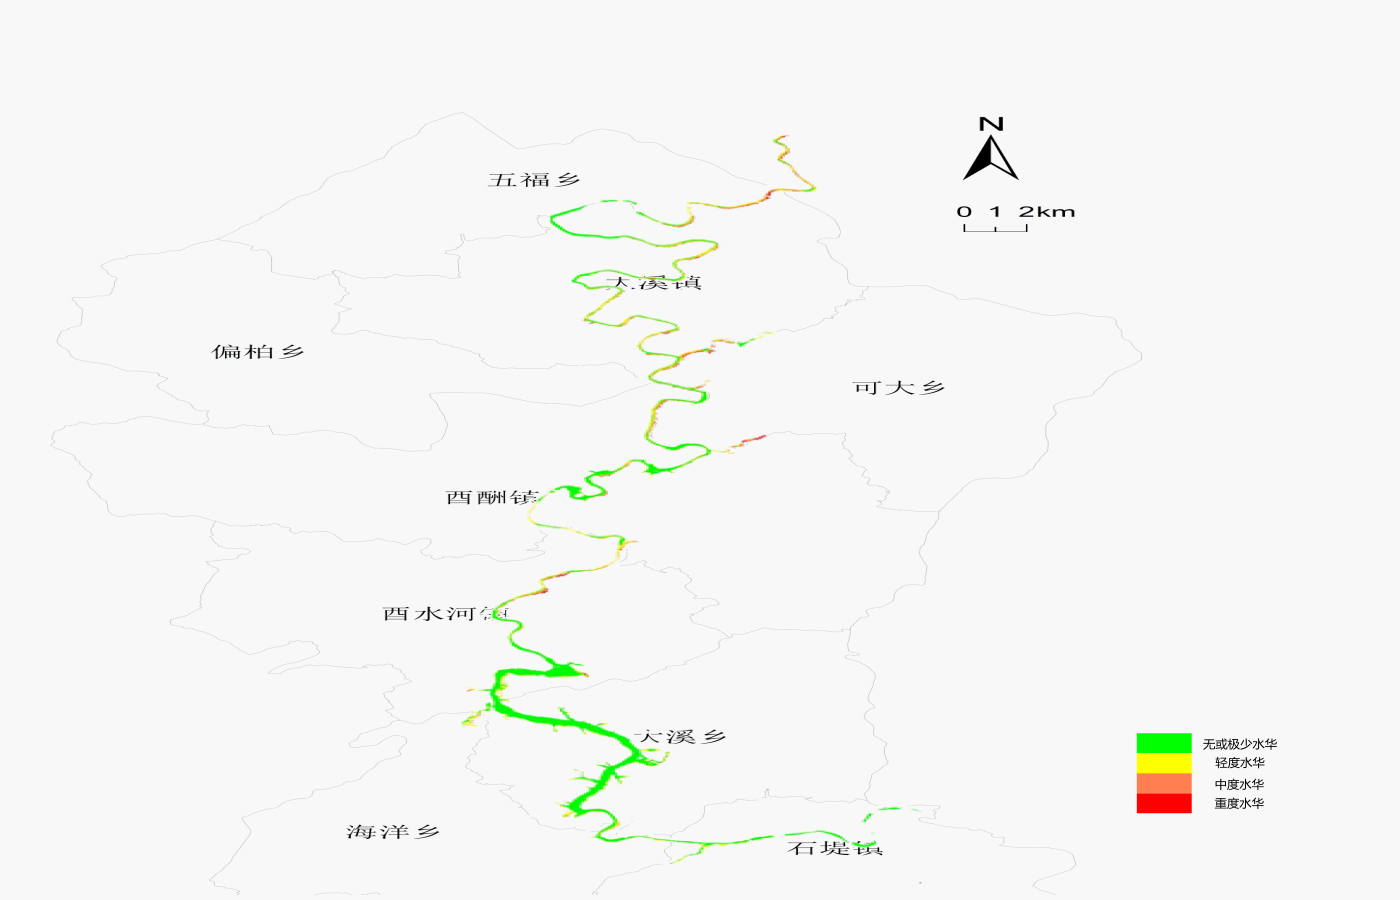 N
五福乡
0 1 2km
大溪镇
偏柏乡
可大乡
酉酬镇
酉水河镇
大溪乡
无或极少水华
轻度水华
中度水华
重度水华
海洋乡
石堤镇